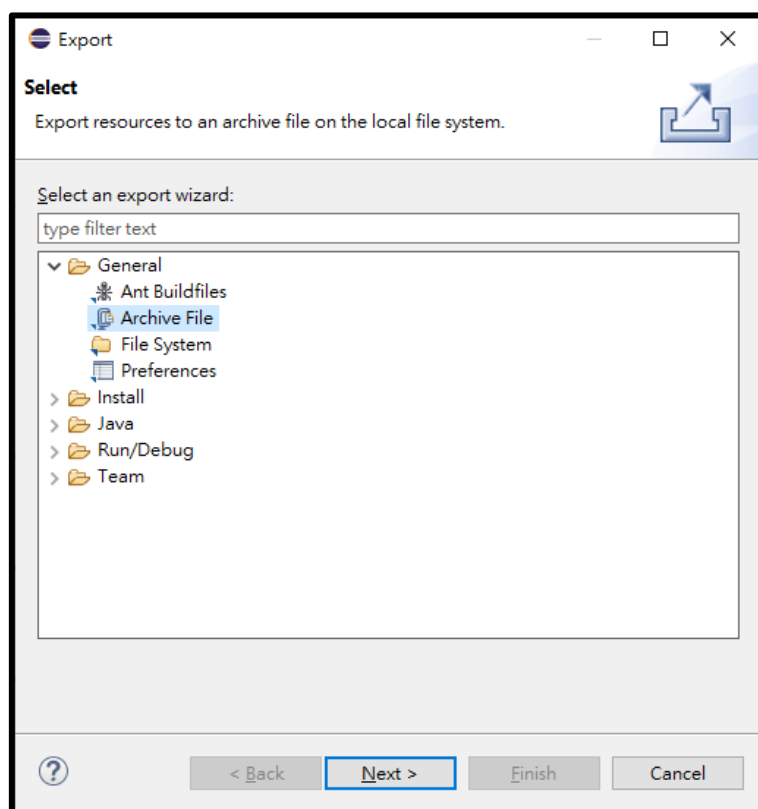 Export
Select
Export resources to an archive file on the local file system.
Select an export wizard:
type filter text
General
Ant Buildfiles
Archive File
File System
Preferences
Install
Java
Run/Debug
Team
? < Back Next > Finish Cancel